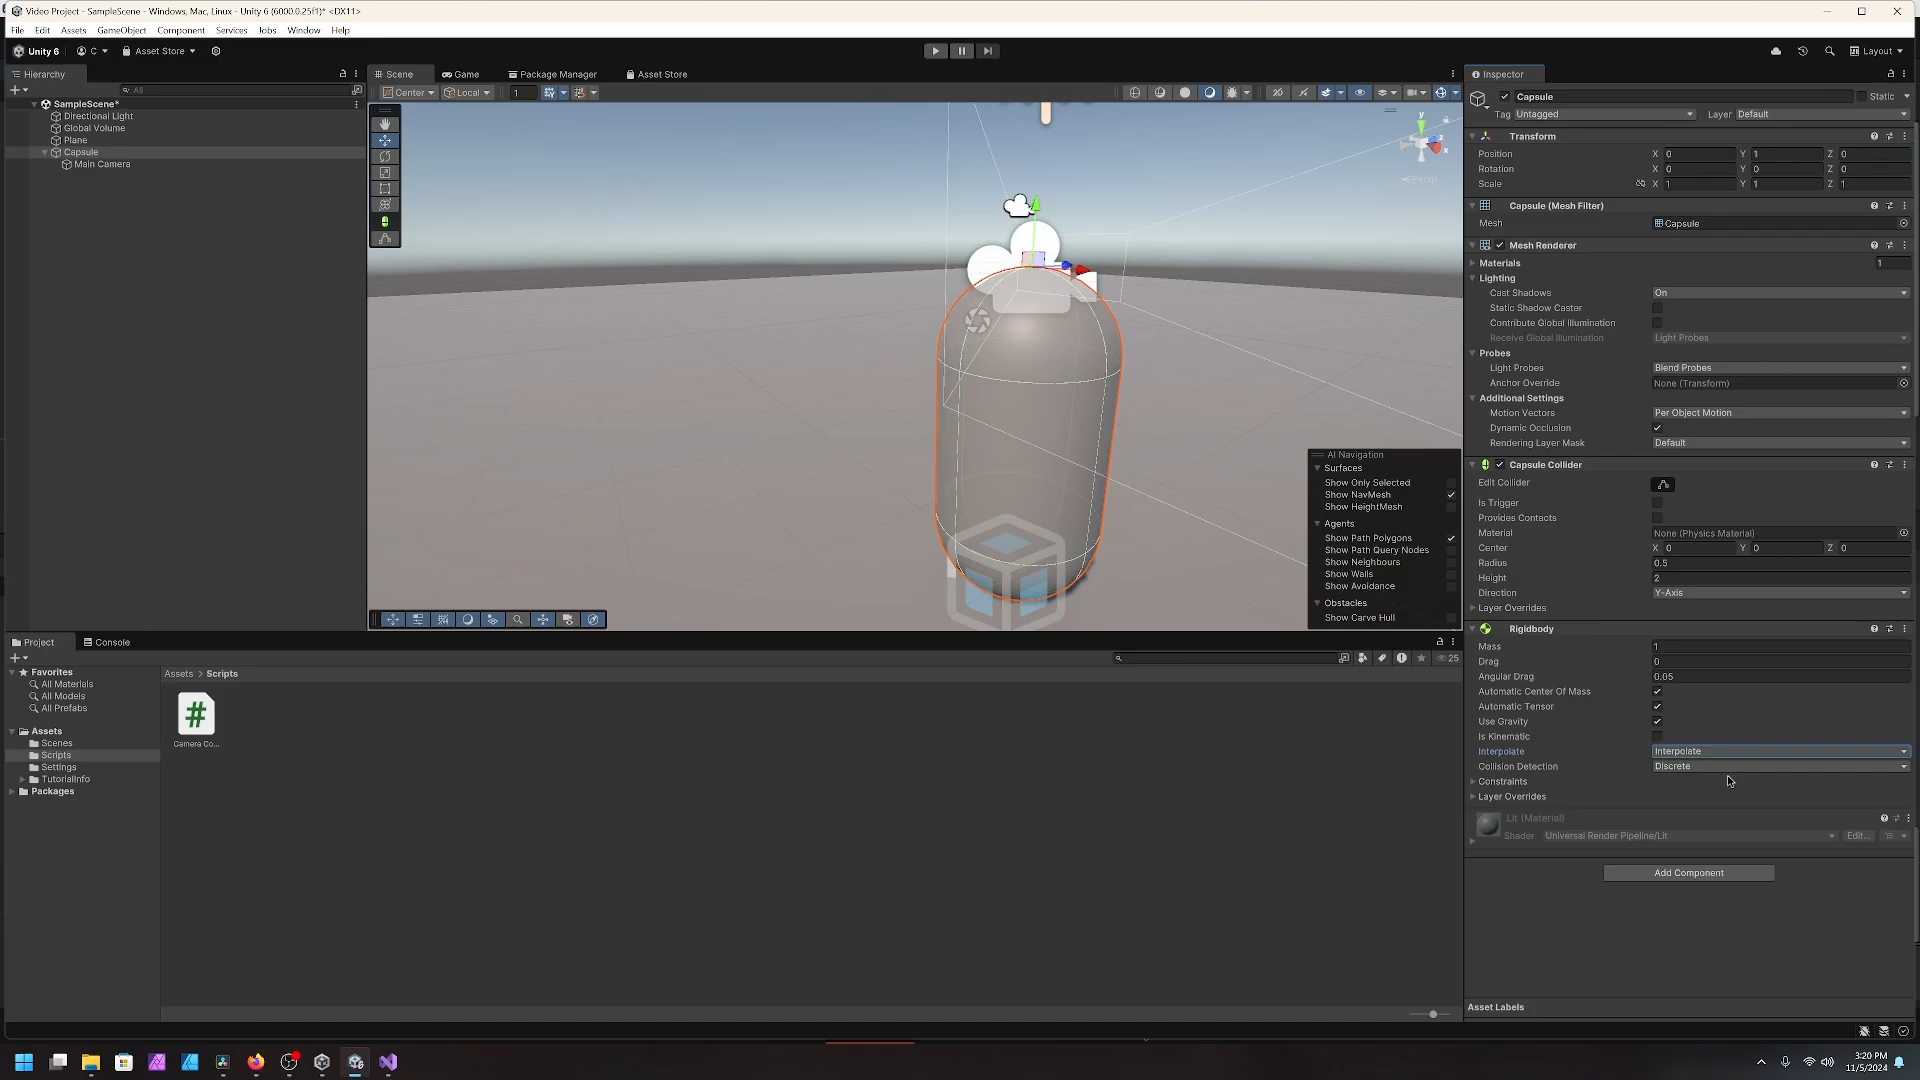 Video Project - SampleScene - Windows, Mac, Linux - Unity 6 (6000.0.25f1)* <DX11>
File Edit Assets GameObject Component Services Jobs Window Help
Unity 6 C Asset Store Layout
Hierarchy
All
SampleScene*
Directional Light
Global Volume
Plane
Capsule
Main Camera
Scene Game Package Manager Asset Store
Center Local 1
y
z
x
Persp
AI Navigation
Surfaces
Show Only Selected
Show NavMesh
Show HeightMesh
Agents
Show Path Polygons
Show Path Query Nodes
Show Neighbours
Show Walls
Show Avoidance
Obstacles
Show Carve Hull
Inspector
Capsule Static
Tag Untagged Layer Default
Transform
Position X 0 Y 1 Z 0
Rotation X 0 Y 0 Z 0
Scale X 1 Y 1 Z 1
Capsule (Mesh Filter)
Mesh Capsule
Mesh Renderer
Materials 1
Lighting
Cast Shadows On
Static Shadow Caster
Contribute Global Illumination
Receive Global Illumination Light Probes
Probes
Light Probes Blend Probes
Anchor Override None (Transform)
Additional Settings
Motion Vectors Per Object Motion
Dynamic Occlusion
Rendering Layer Mask Default
Capsule Collider
Edit Collider
Is Trigger
Provides Contacts
Material None (Physics Material)
Center X 0 Y 0 Z 0
Radius 0.5
Height 2
Direction Y-Axis
Layer Overrides
Rigidbody
Mass 1
Drag 0
Angular Drag 0.05
Automatic Center Of Mass
Automatic Tensor
Use Gravity
Is Kinematic
Interpolate Interpolate
Collision Detection Discrete
Constraints
Layer Overrides
Lit (Material)
Shader Universal Render Pipeline/Lit Edit...
Add Component
Asset Labels
Project Console
25
Favorites
All Materials
All Models
All Prefabs
Assets
Scenes
Scripts
Settings
TutorialInfo
Packages
Assets > Scripts
#
Camera Co...
3:20 PM
11/5/2024